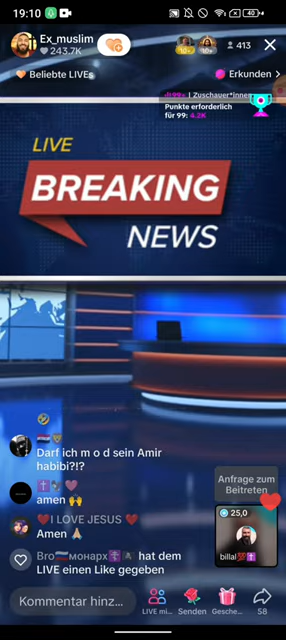 19:10
40
Ex_muslim
243.7K
413
Beliebte LIVEs
Erkunden
Zuschauer*innen
Punkte erforderlich
für 99: 4.2K
LIVE
BREAKING
NEWS
Darf ich m o d sein Amir
habibi?!?
amen 🙌
❤️I LOVE JESUS ❤️
Amen 🙏🏼
Bro🇷🇺монарх✝️ hat dem
LIVE einen Like gegeben
Anfrage zum
Beitreten
25,0
billal💯✝️
Kommentar hinz...
LIVE mi...
Senden
Gesche...
58